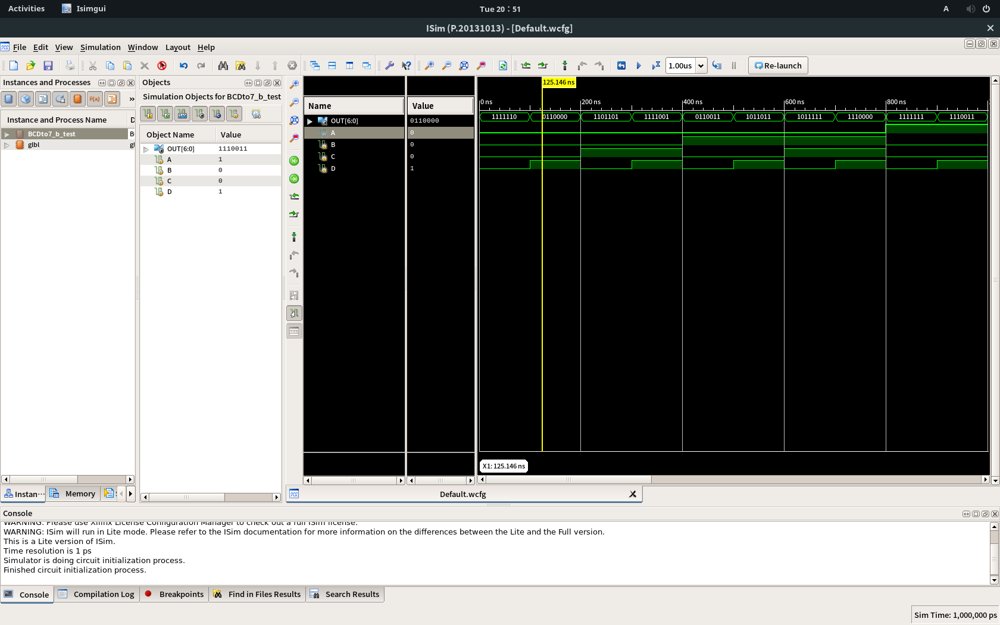 Activities
Isimgui
Tue 20:51
A
ISim (P.20131013) - [Default.wcfg]
File Edit View Simulation Window Layout Help
1.00us
Re-launch
Instances and Processes
»
Instance and Process Name
D
BCDto7_b_test
B
glbl
gl
Instan···
Memory
Objects
Simulation Objects for BCDto7_b_test
Object Name Value
OUT[6:0] 1110011
A 1
B 0
C 0
D 1
Name Value
OUT[6:0] 0110000
A 0
B 0
C 0
D 1
125.146 ns
0 ns 200 ns 400 ns 600 ns 800 ns
1111110 0110000 1101101 1111001 0110011 1011011 1011111 1110000 1111111 1110011
X1: 125.146 ns
Default.wcfg
Console
WARNING: Please use Xilinx License Configuration Manager to check out a full ISim license.
WARNING: ISim will run in Lite mode. Please refer to the ISim documentation for more information on the differences between the Lite and the Full version.
This is a Lite version of ISim.
Time resolution is 1 ps
Simulator is doing circuit initialization process.
Finished circuit initialization process.
Console Compilation Log Breakpoints Find in Files Results Search Results
Sim Time: 1,000,000 ps